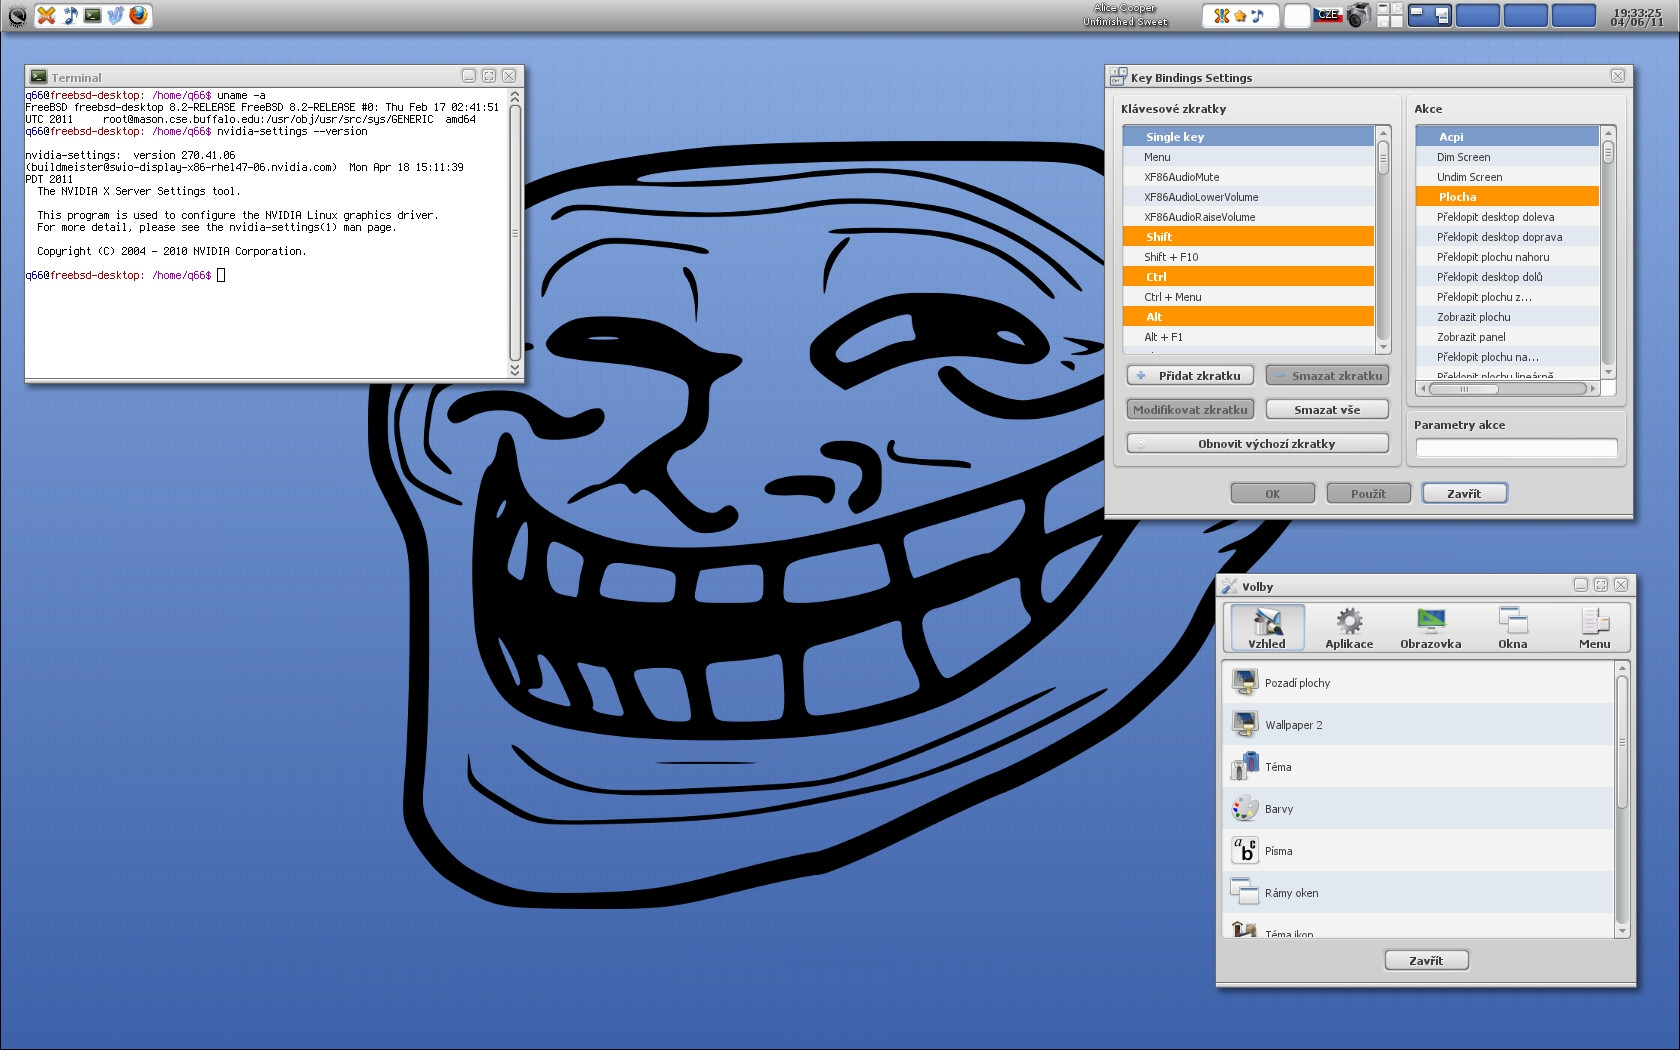 Alice Cooper
Unfinished Sweet
CZE
19:33:25
04/06/11
Terminal
q66@freebsd-desktop: /home/q66$ uname -a
FreeBSD freebsd-desktop 8.2-RELEASE FreeBSD 8.2-RELEASE #0: Thu Feb 17 02:41:51
UTC 2011     root@mason.cse.buffalo.edu:/usr/obj/usr/src/sys/GENERIC  amd64
q66@freebsd-desktop: /home/q66$ nvidia-settings --version
nvidia-settings:  version 270.41.06
(buildmeister@swio-display-x86-rhel47-06.nvidia.com)  Mon Apr 18 15:11:39
PDT 2011
The NVIDIA X Server Settings tool.
This program is used to configure the NVIDIA Linux graphics driver.
For more detail, please see the nvidia-settings(1) man page.
Copyright (C) 2004 - 2010 NVIDIA Corporation.
q66@freebsd-desktop: /home/q66$
Key Bindings Settings
Klávesové zkratky
Single key
Menu
XF86AudioMute
XF86AudioLowerVolume
XF86AudioRaiseVolume
Shift
Shift + F10
Ctrl
Ctrl + Menu
Alt
Alt + F1
Přidat zkratku
Smazat zkratku
Modifikovat zkratku
Smazat vše
Obnovit výchozí zkratky
Akce
Acpi
Dim Screen
Undim Screen
Plocha
Překlopit desktop doleva
Překlopit desktop doprava
Překlopit plochu nahoru
Překlopit desktop dolů
Překlopit plochu z...
Zobrazit plochu
Zobrazit panel
Překlopit plochu na...
Překlopit plochu lineárně
Parametry akce
OK
Použít
Zavřít
Volby
Vzhled
Aplikace
Obrazovka
Okna
Menu
Pozadí plochy
Wallpaper 2
Téma
Barvy
Písma
Rámy oken
Téma ikon
Zavřít